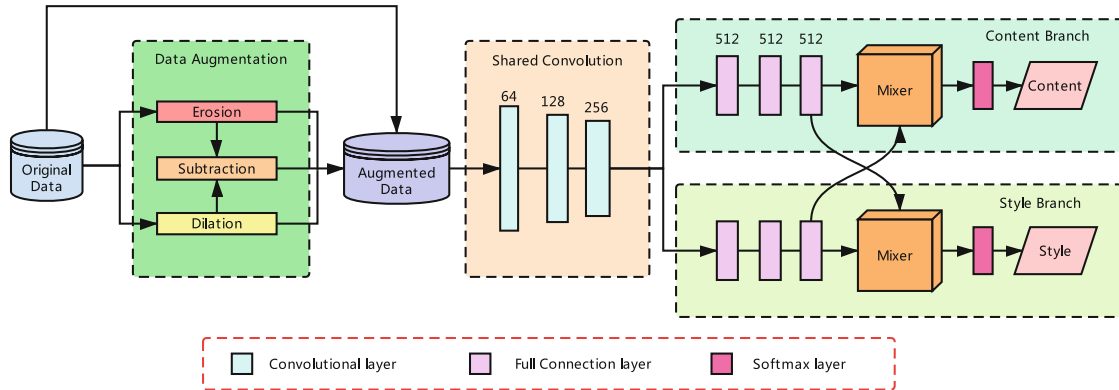 Data Augmentation
Erosion
Subtraction
Dilation
Original
Data
Augmented
Data
Shared Convolution
64
128
256
Content Branch
512
512
512
Mixer
Content
Style Branch
Mixer
Style
Convolutional layer
Full Connection layer
Softmax layer